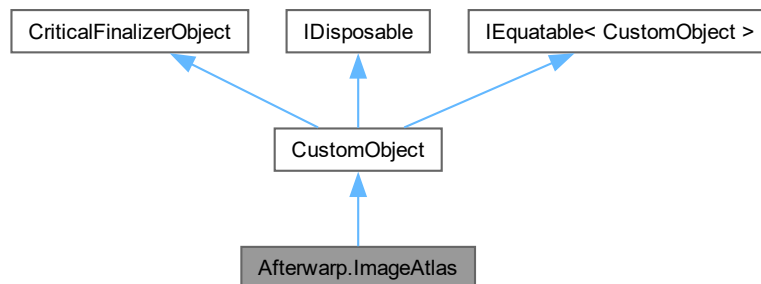 CriticalFinalizerObject
IDisposable
IEquatable< CustomObject >
CustomObject
Afterwarp.ImageAtlas